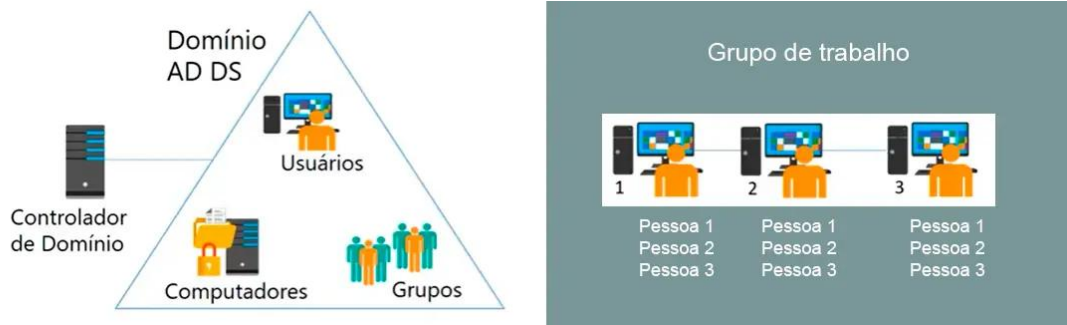 Domínio
AD DS
Usuários
Controlador
de Domínio
Computadores
Grupos
Grupo de trabalho
1
2
3
Pessoa 1
Pessoa 2
Pessoa 3
Pessoa 1
Pessoa 2
Pessoa 3
Pessoa 1
Pessoa 2
Pessoa 3